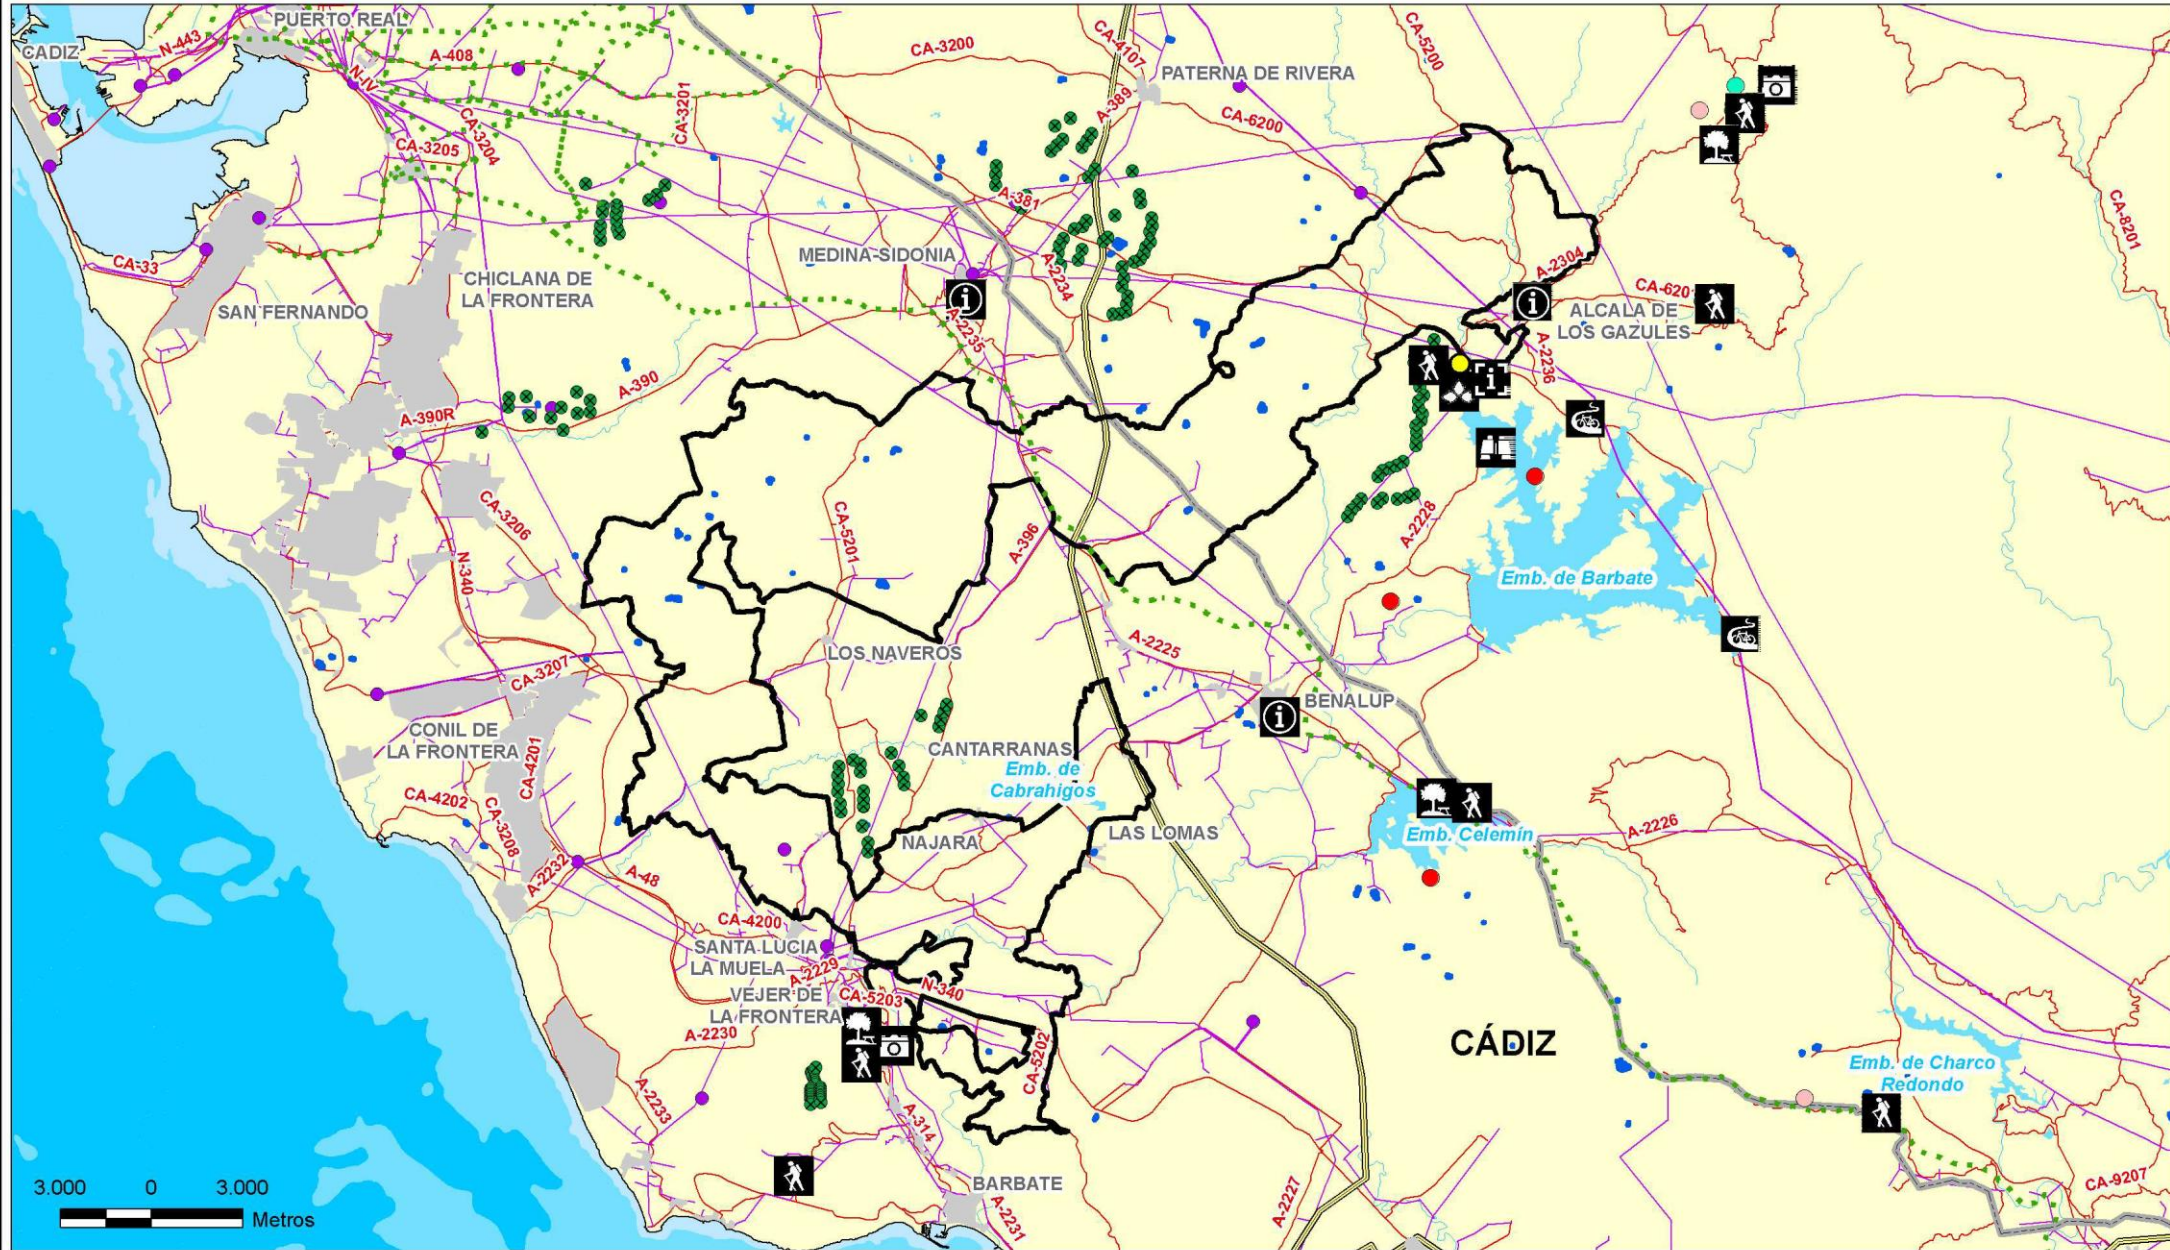 PUERTO REAL
CADIZ
N-443
A-408
N-IV
CA-3200
CA-4107
CA-5200
PATERNA DE RIVERA
CA-3201
A-389
CA-6200
CA-3204
CA-3205
A-381
CA-8201
CA-33
MEDINA-SIDONIA
A-2234
A-2304
CHICLANA DE
LA FRONTERA
SAN FERNANDO
CA-620
ALCALA DE
LOS GAZULES
A-2235
A-2236
A-390
A-390R
CA-3206
CA-5201
A-396
A-2228
N-340
Emb. de Barbate
A-2225
LOS NAVEROS
CA-3207
BENALUP
CONIL DE
LA FRONTERA
CA-4201
CANTARRANAS
Emb. de
Cabrahigos
CA-4202
CA-3208
NAJARA
LAS LOMAS
Emb. Celemín
A-2226
A-2232
A-48
CA-4200
SANTA LUCIA
LA MUELA
A-2229
VEJER DE
LA FRONTERA
CA-5203
N-340
A-2230
CA-5202
CÁDIZ
Emb. de Charco
Redondo
A-2233
A-314
BARBATE
A-2231
A-2227
CA-9207
3.000 0 3.000
Metros